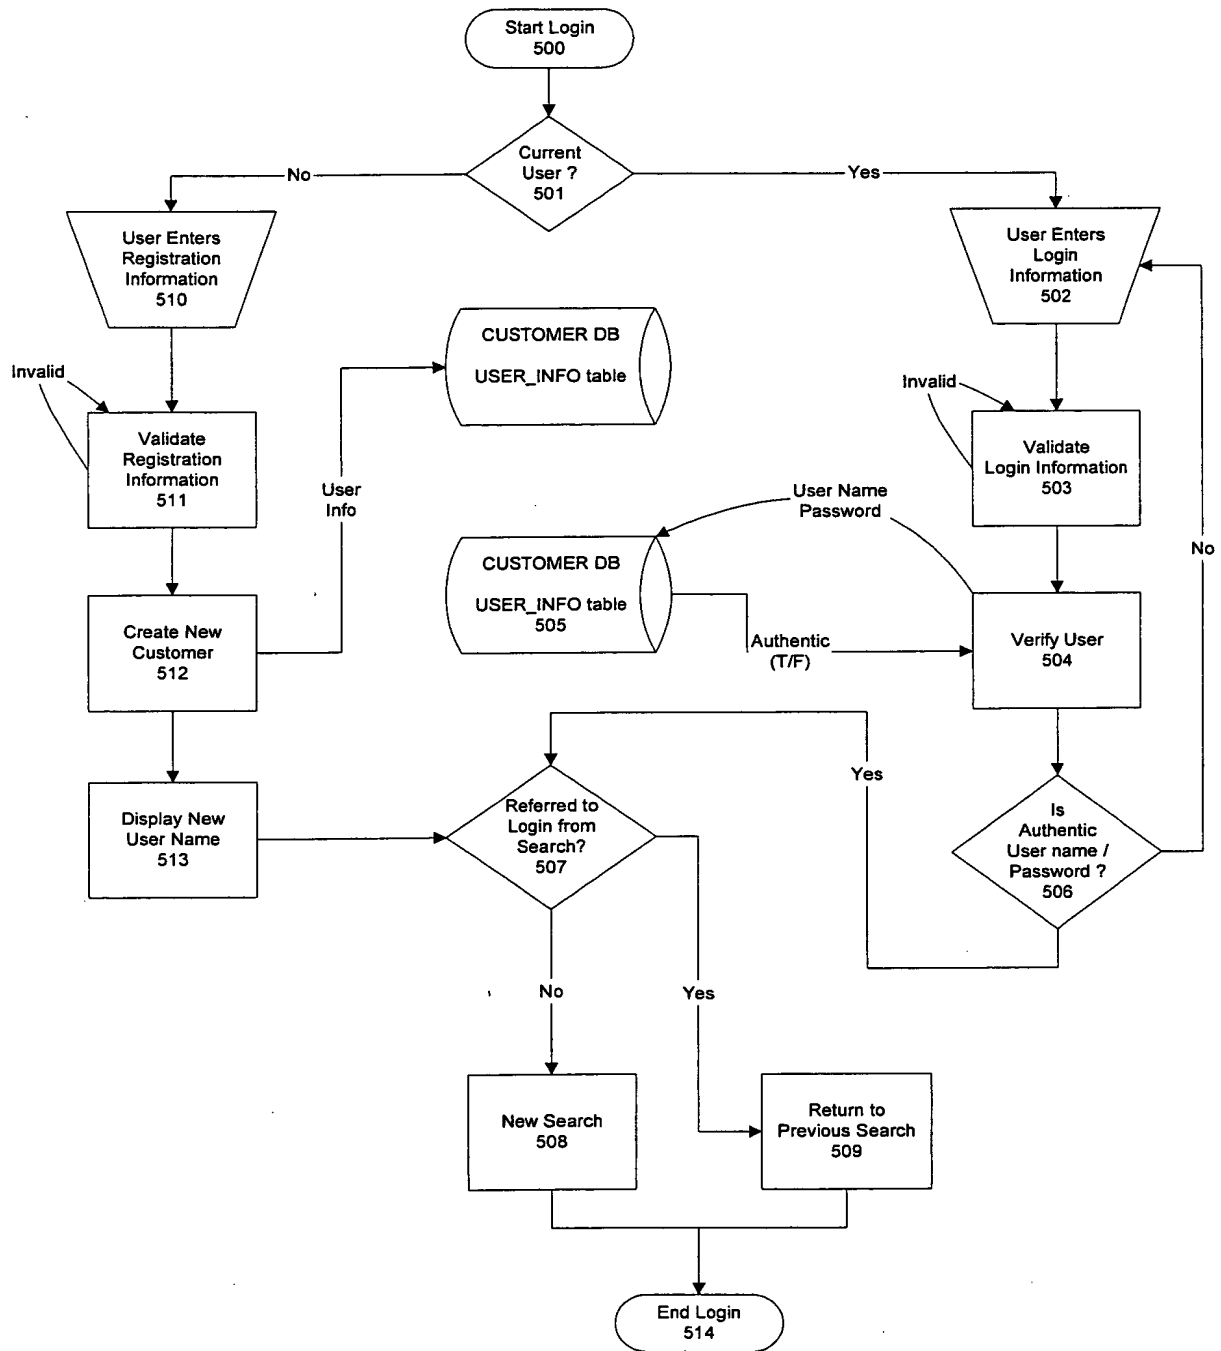 Start Login
500
Current
User ?
501
No
Yes
User Enters
Registration
Information
510
User Enters
Login
Information
502
CUSTOMER DB
USER_INFO table
Invalid
Invalid
Validate
Registration
Information
511
Validate
Login Information
503
User
Info
User Name
Password
No
CUSTOMER DB
USER_INFO table
505
Create New
Customer
512
Authentic
(T/F)
Verify User
504
Yes
Display New
User Name
513
Referred to
Login from
Search?
507
Is
Authentic
User name /
Password ?
506
No
Yes
New Search
508
Return to
Previous Search
509
End Login
514